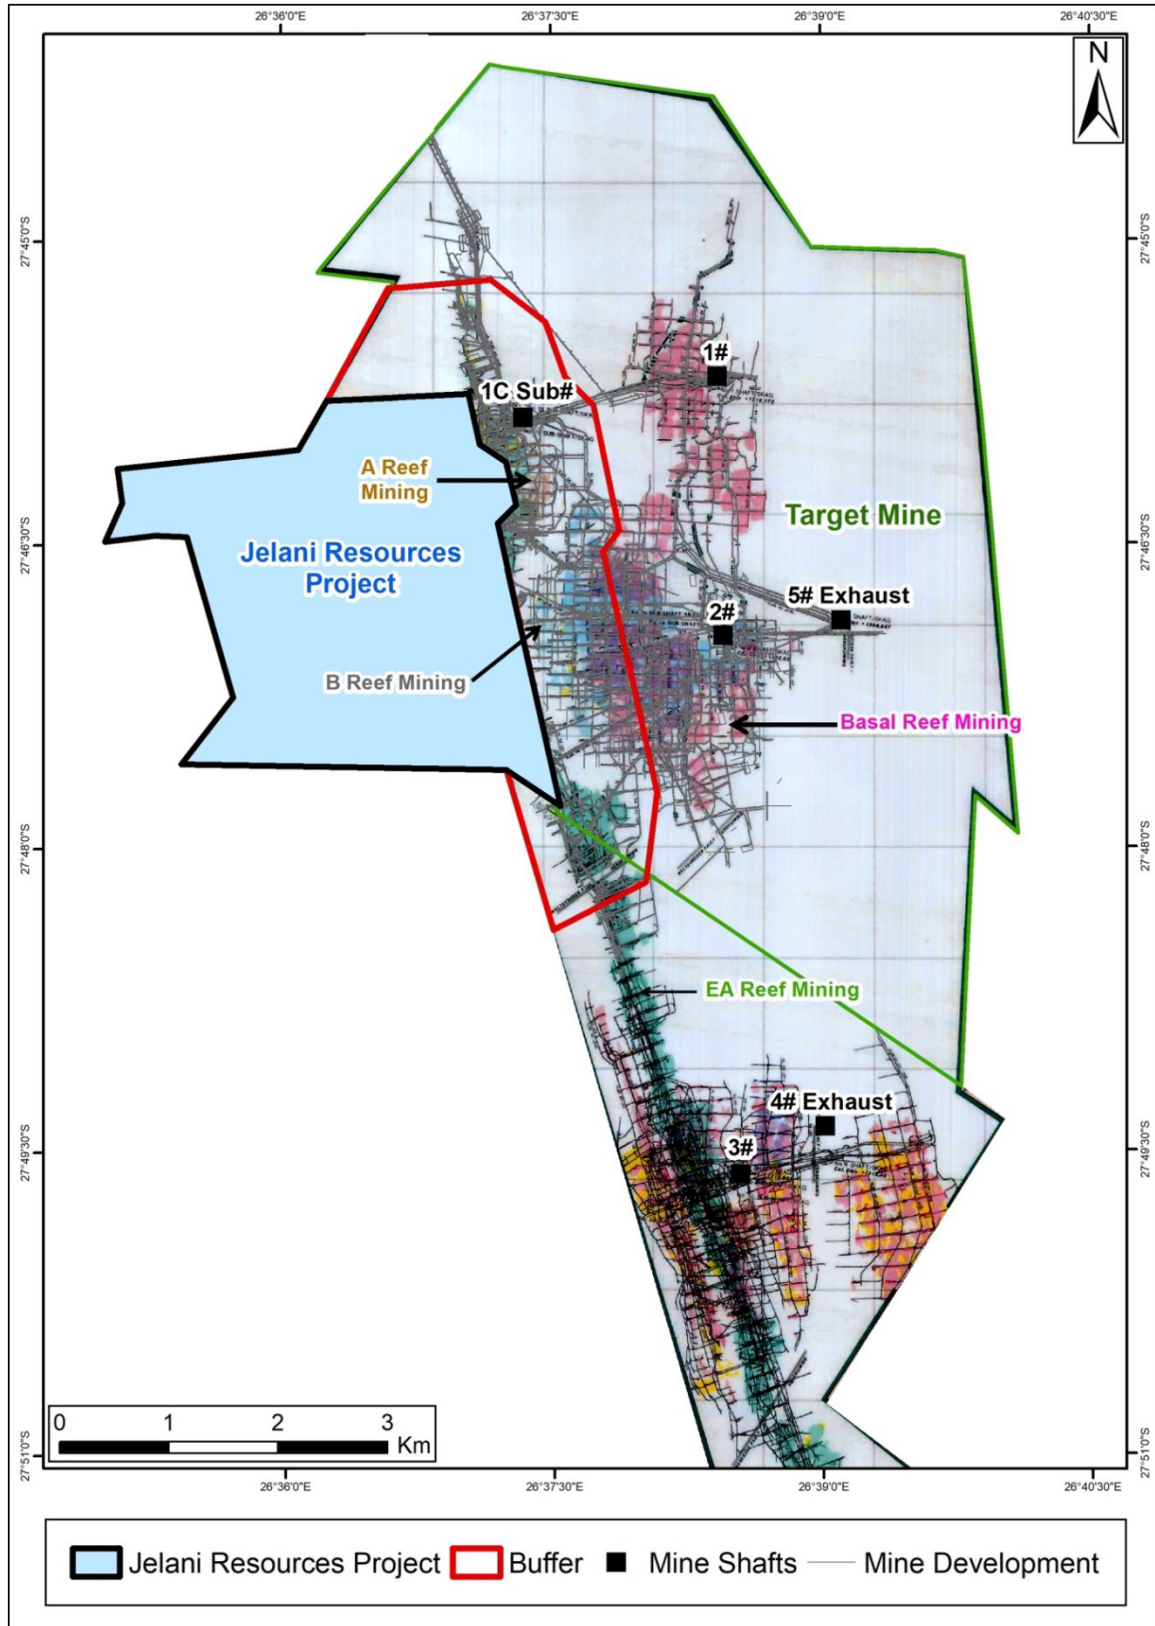 26°36'0"E
26°37'30"E
26°39'0"E
26°40'30"E
N
27°45'0"S
27°45'0"S
1#
1C Sub#
A Reef
Mining
Target Mine
27°46'30"S
27°46'30"S
Jelani Resources
Project
5# Exhaust
2#
B Reef Mining
Basal Reef Mining
27°48'0"S
27°48'0"S
EA Reef Mining
4# Exhaust
3#
27°49'30"S
27°49'30"S
0 1 2 3
Km
27°51'0"S
27°51'0"S
26°36'0"E
26°37'30"E
26°39'0"E
26°40'30"E
Jelani Resources Project Buffer Mine Shafts Mine Development